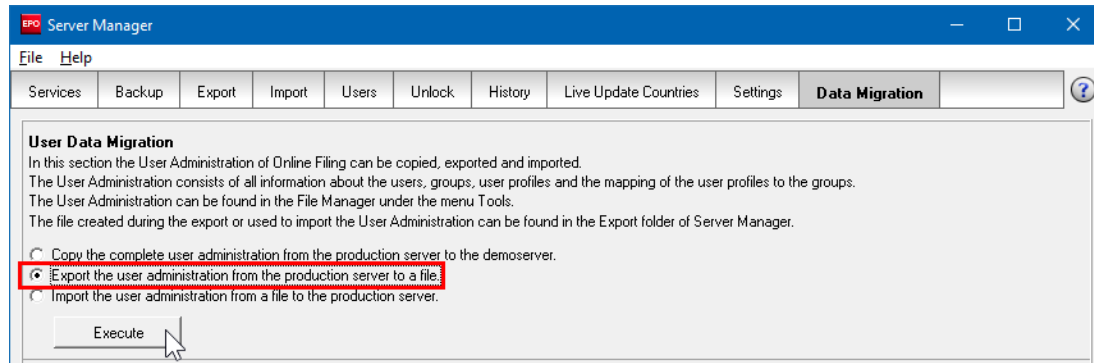 EPO Server Manager
File Help
Services Backup Export Import Users Unlock History Live Update Countries Settings Data Migration ?
User Data Migration
In this section the User Administration of Online Filing can be copied, exported and imported.
The User Administration consists of all information about the users, groups, user profiles and the mapping of the user profiles to the groups.
The User Administration can be found in the File Manager under the menu Tools.
The file created during the export or used to import the User Administration can be found in the Export folder of Server Manager.
Copy the complete user administration from the production server to the demoserver.
Export the user administration from the production server to a file.
Import the user administration from a file to the production server.
Execute